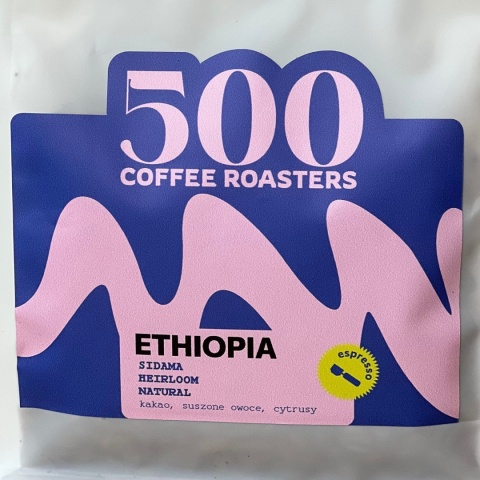 500
COFFEE ROASTERS
ETHIOPIA
SIDAMA
HEIRLOOM
NATURAL
kakao, suszone owoce, cytrusy
espresso